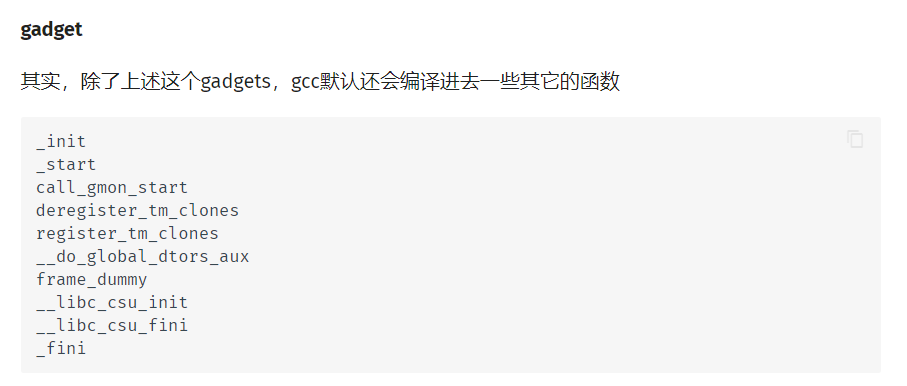 gadget
其实，除了上述这个gadgets，gcc默认还会编译进去一些其它的函数
_init
_start
call_gmon_start
deregister_tm_clones
register_tm_clones
__do_global_dtors_aux
frame_dummy
__libc_csu_init
__libc_csu_fini
_fini